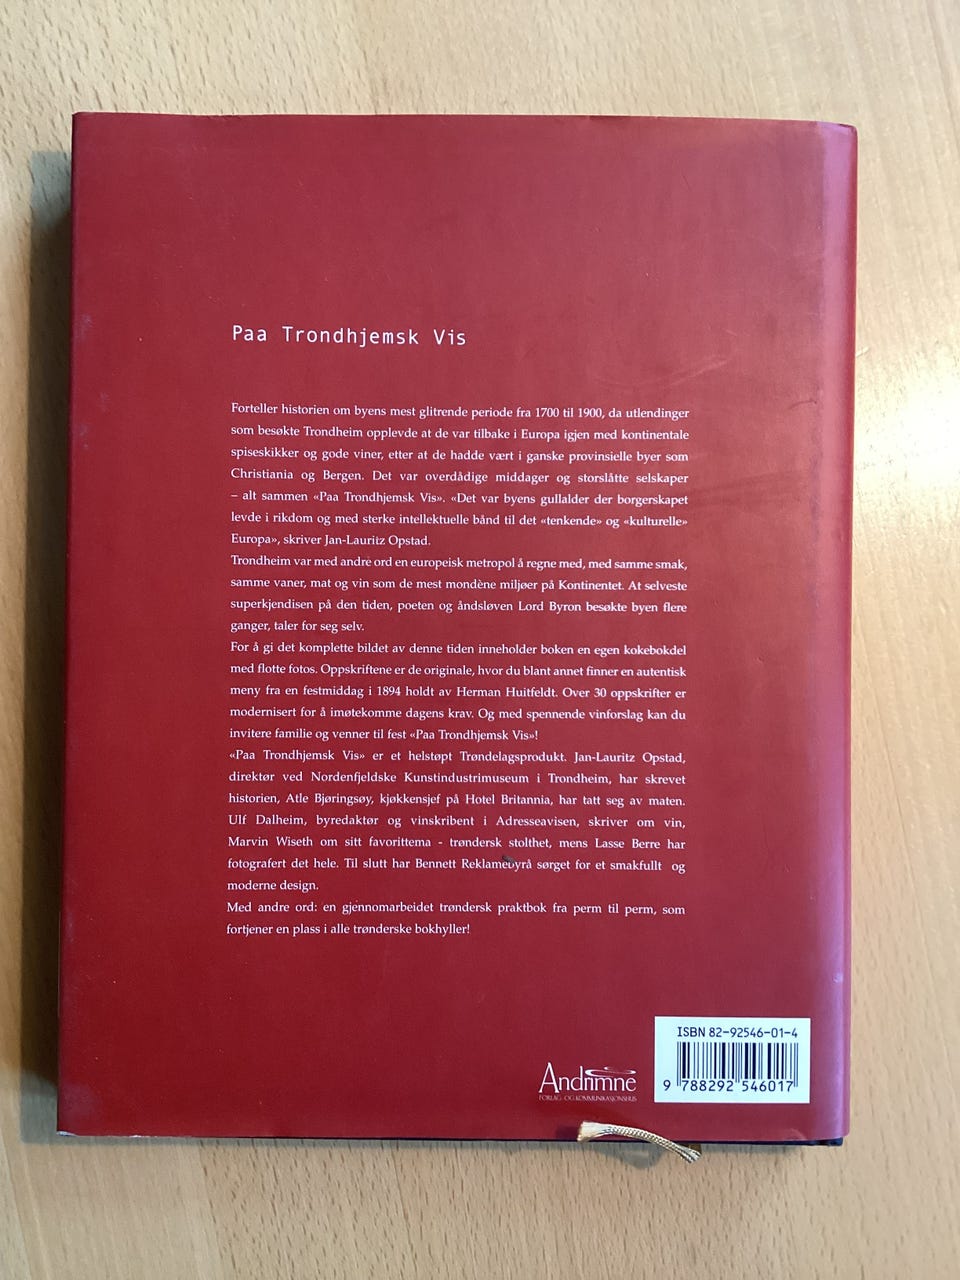 Paa Trondhjemsk Vis
Forteller historien om byens mest glitrende periode fra 1700 til 1900, da utlendinger
som besøkte Trondheim opplevde at de var tilbake i Europa igjen med kontinentale
spiseskikker og gode viner, etter at de hadde vært i ganske provinsielle byer som
Christiania og Bergen. Det var overdådige middager og storslåtte selskaper
– alt sammen «Paa Trondhjemsk Vis». «Det var byens gullalder der borgerskapet
levde i rikdom og med sterke intellektuelle bånd til det «tenkende» og «kulturelle»
Europa», skriver Jan-Lauritz Opstad.
Trondheim var med andre ord en europeisk metropol å regne med, med samme smak,
samme vaner, mat og vin som de mest mondène miljøer på Kontinentet. At selveste
superkjendisen på den tiden, poeten og åndsløven Lord Byron besøkte byen flere
ganger, taler for seg selv.
For å gi det komplette bildet av denne tiden inneholder boken en egen kokebokdel
med flotte fotos. Oppskriftene er de originale, hvor du blant annet finner en autentisk
meny fra en festmiddag i 1894 holdt av Herman Huitfeldt. Over 30 oppskrifter er
modernisert for å imøtekomme dagens krav. Og med spennende vinforslag kan du
invitere familie og venner til fest «Paa Trondhjemsk Vis»!
«Paa Trondhjemsk Vis» er et helstøpt Trøndelagsprodukt. Jan-Lauritz Opstad,
direktør ved Nordenfjeldske Kunstindustrimuseum i Trondheim, har skrevet
historien, Atle Bjøringsøy, kjøkkensjef på Hotel Britannia, har tatt seg av maten.
Ulf Dalheim, byredaktør og vinskribent i Adresseavisen, skriver om vin,
Marvin Wiseth om sitt favorittema - trøndersk stolthet, mens Lasse Berre har
fotografert det hele. Til slutt har Bennett Reklamebyrå sørget for et smakfullt og
moderne design.
Med andre ord: en gjennomarbeidet trøndersk praktbok fra perm til perm, som
fortjener en plass i alle trønderske bokhyller!
ISBN 82-92546-01-4
9 788292 546017
Andrimne
FORLAG- OG KOMMUNIKASJONSHUS